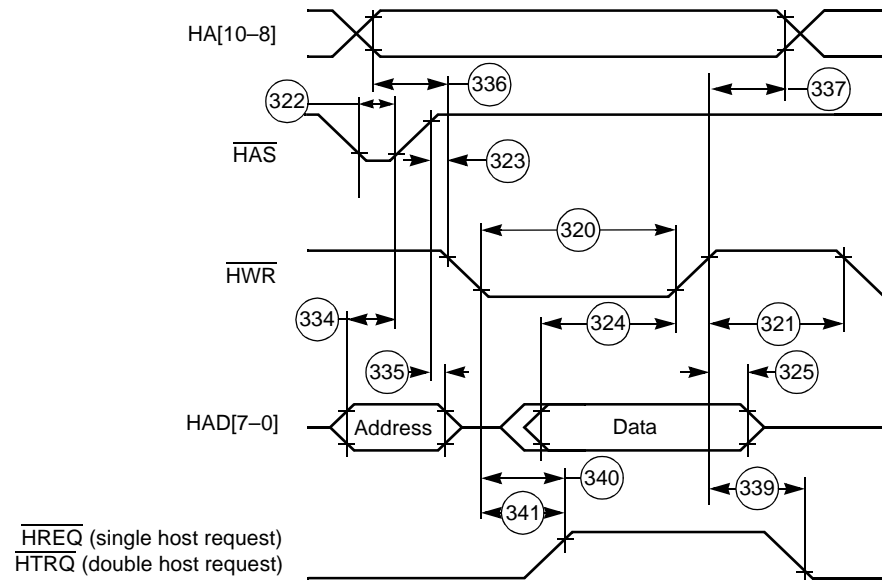 HA[10–8]
336
337
322
HAS
323
320
HWR
334
324
321
335
325
HAD[7–0]
Address
Data
340
339
341
HREQ (single host request)
HTRQ (double host request)